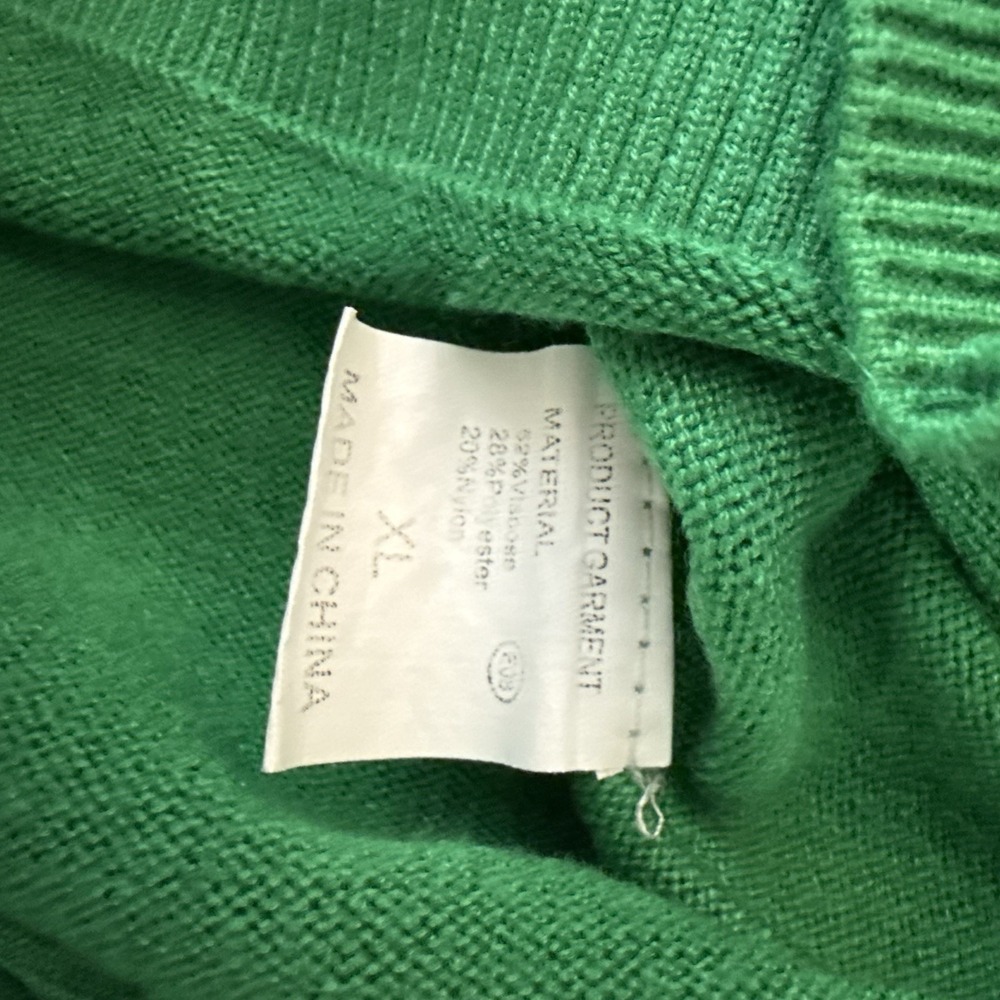 PRODUCT GARMENT
MATERIAL
52%Viscose
28%Polyester
20%Nylon
XL
MADE IN CHINA